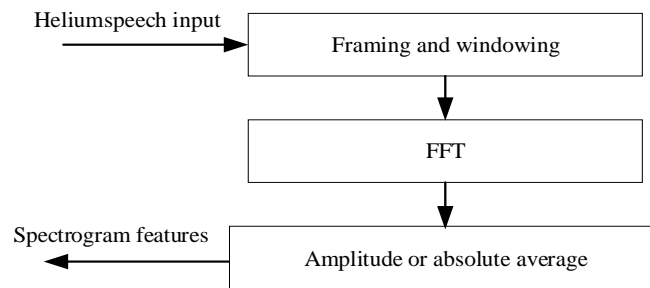 Heliumspeech input
Framing and windowing
FFT
Spectrogram features
Amplitude or absolute average